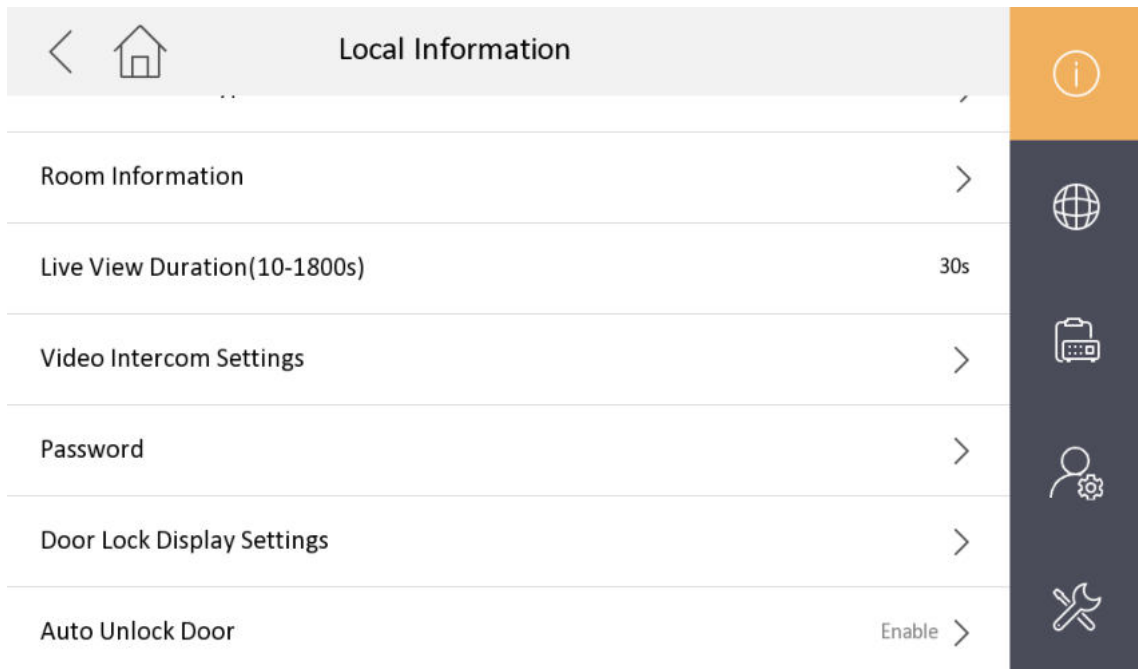 Local Information
Room Information
Live View Duration(10-1800s)
30s
Video Intercom Settings
Password
Door Lock Display Settings
Auto Unlock Door
Enable